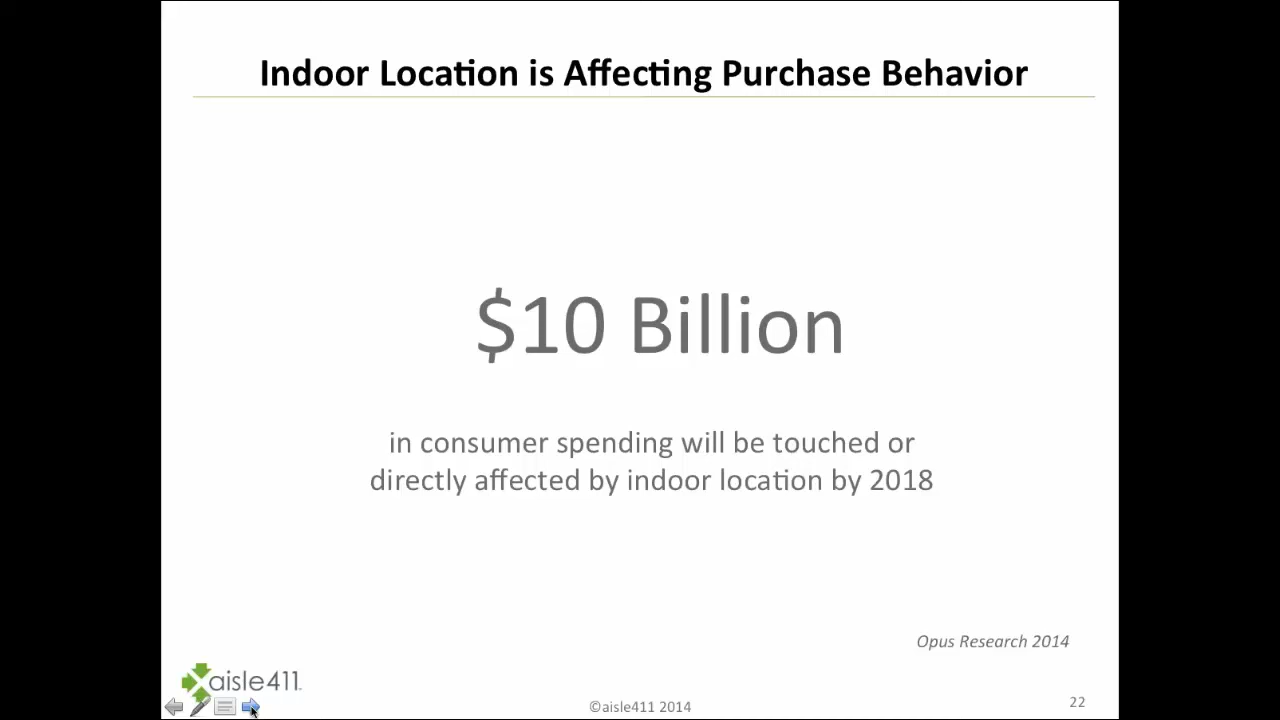 Indoor Location is Affecting Purchase Behavior
$10 Billion
in consumer spending will be touched or
directly affected by indoor location by 2018
Opus Research 2014
aisle411
©aisle411 2014
22